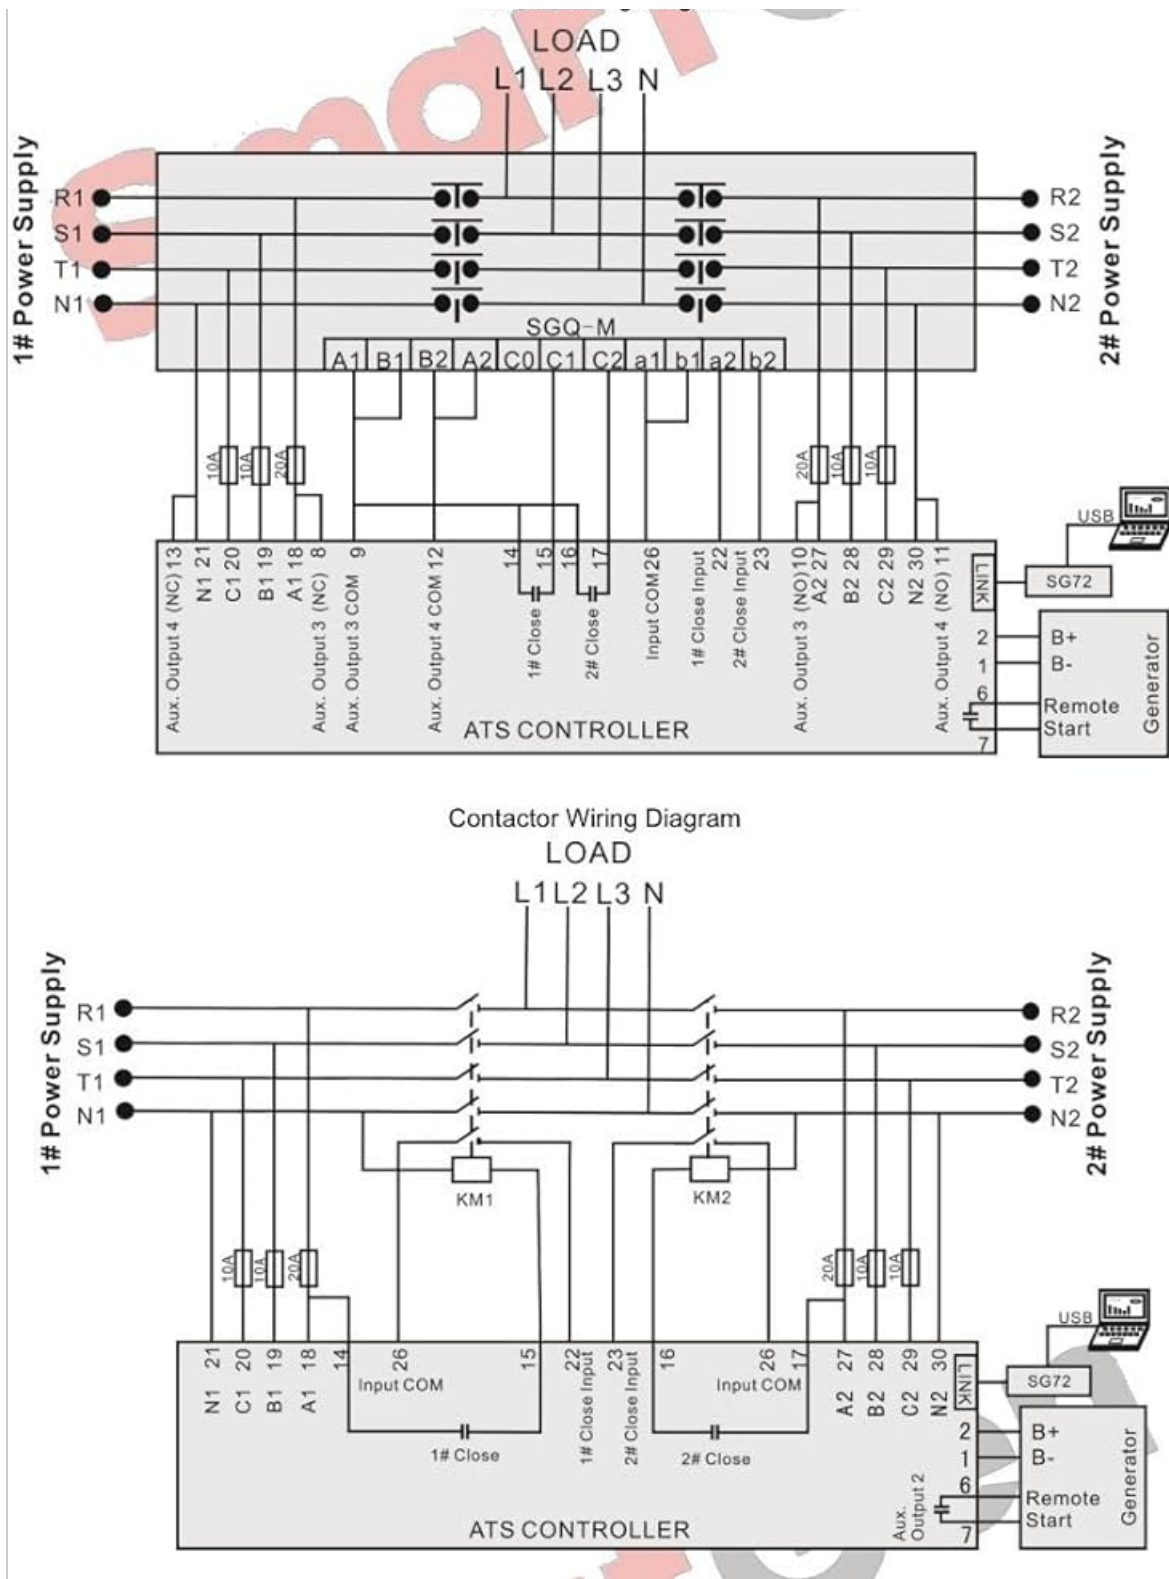 LOAD
L1 L2 L3 N
1# Power Supply
2# Power Supply
R1
R2
S1
S2
T1
T2
N1
N2
SGQ-M
A1 B1 B2 A2 C0 C1 C2 a1 b1 a2 b2
10A 10A 20A
20A 10A 10A
USB
SG72
LINK
Aux. Output 4 (NC) 13
N1 21
C1 20
B1 19
A1 18
Aux. Output 3 (NC) 8
Aux. Output 3 COM 9
Aux. Output 4 COM 12
14
15
16
17
1# Close
2# Close
Input COM 26
1# Close Input 22
2# Close Input 23
Aux. Output 3 (NO) 10
A2 27
B2 28
C2 29
N2 30
Aux. Output 4 (NO) 11
2 B+
1 B-
6 Remote
Start
7
Generator
ATS CONTROLLER
Contactor Wiring Diagram
LOAD
L1 L2 L3 N
1# Power Supply
2# Power Supply
R1
R2
S1
S2
T1
T2
N1
N2
KM1
KM2
10A 10A 20A
20A 10A 10A
USB
SG72
LINK
N1 21
C1 20
B1 19
A1 18
14
26
Input COM
15
1# Close
1# Close Input 22
2# Close Input 23
16
26
Input COM
17
2# Close
A2 27
B2 28
C2 29
N2 30
2 B+
1 B-
6 Remote
Start
7
Aux.
Output 2
Generator
ATS CONTROLLER